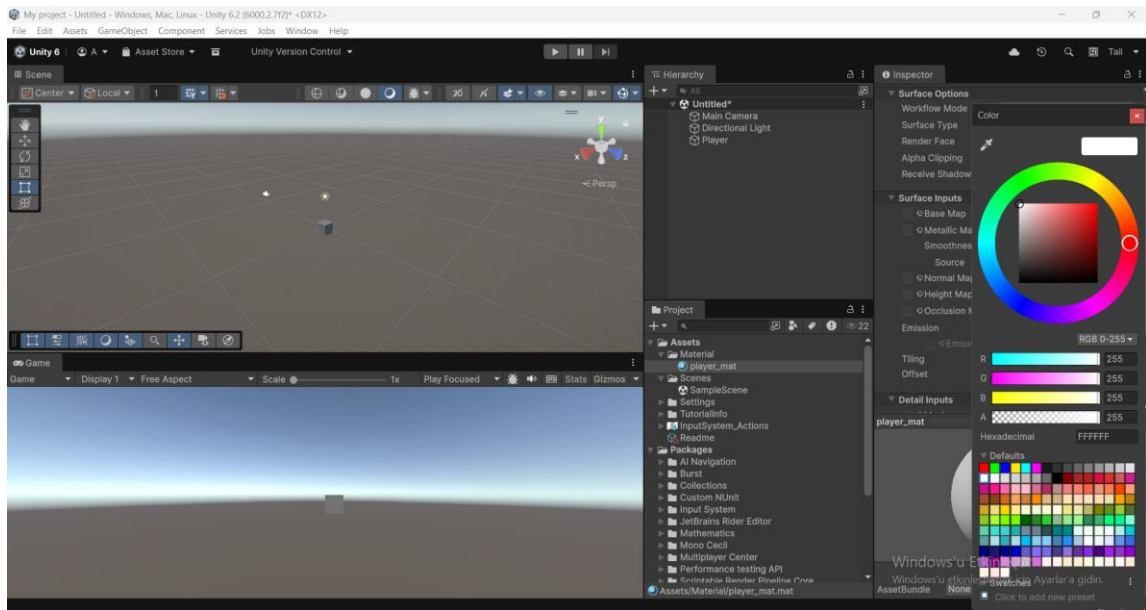 My project - Untitled - Windows, Mac, Linux - Unity 6.2 (6000.2.7f2)* <DX12>
File Edit Assets GameObject Component Services Jobs Window Help
Unity 6 A Asset Store Unity Version Control Tall
Scene
Center Local 1 2D
y
x z
Persp
Game
Game Display 1 Free Aspect Scale 1x Play Focused Stats Gizmos
Hierarchy
All
Untitled*
Main Camera
Directional Light
Player
Project
22
Assets
Material
player_mat
Scenes
SampleScene
Settings
TutorialInfo
InputSystem_Actions
Readme
Packages
AI Navigation
Burst
Collections
Custom NUnit
Input System
JetBrains Rider Editor
Mathematics
Mono Cecil
Multiplayer Center
Performance testing API
Scriptable Render Pipeline Core
Assets/Material/player_mat.mat
Inspector
Surface Options
Workflow Mode
Surface Type
Render Face
Alpha Clipping
Receive Shadow
Surface Inputs
Base Map
Metallic Ma
Smoothnes
Source
Normal Map
Height Map
Occlusion M
Emission
Emiss
Tiling
Offset
Detail Inputs
player_mat
AssetBundle None
Color
RGB 0-255
R 255
G 255
B 255
A 255
Hexadecimal FFFFFF
Defaults
Swatches
Click to add new preset
Windows'u
Windows'u için Ayarlar'a gidin.